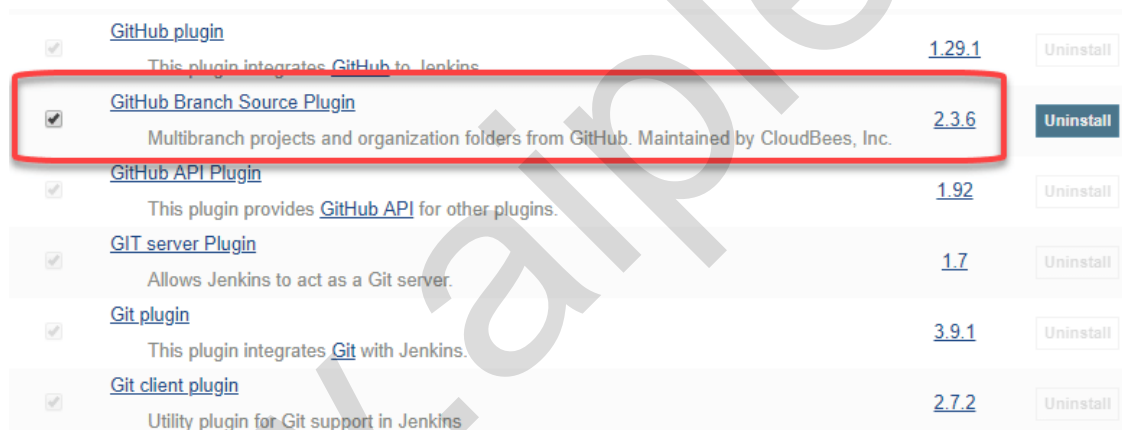 GitHub plugin
This plugin integrates GitHub to Jenkins
1.29.1
Uninstall
GitHub Branch Source Plugin
Multibranch projects and organization folders from GitHub. Maintained by CloudBees, Inc.
2.3.6
Uninstall
GitHub API Plugin
This plugin provides GitHub API for other plugins.
1.92
Uninstall
GIT server Plugin
Allows Jenkins to act as a Git server.
1.7
Uninstall
Git plugin
This plugin integrates Git with Jenkins.
3.9.1
Uninstall
Git client plugin
Utility plugin for Git support in Jenkins
2.7.2
Uninstall